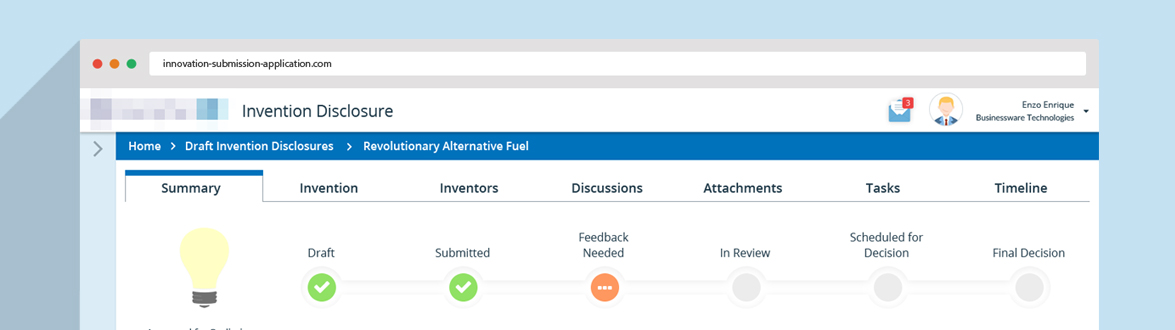 innovation-submission-application.com
Invention Disclosure
3
Enzo Enrique
Businessware Technologies
Home > Draft Invention Disclosures > Revolutionary Alternative Fuel
Summary Invention Inventors Discussions Attachments Tasks Timeline
Draft Submitted Feedback Needed In Review Scheduled for Decision Final Decision